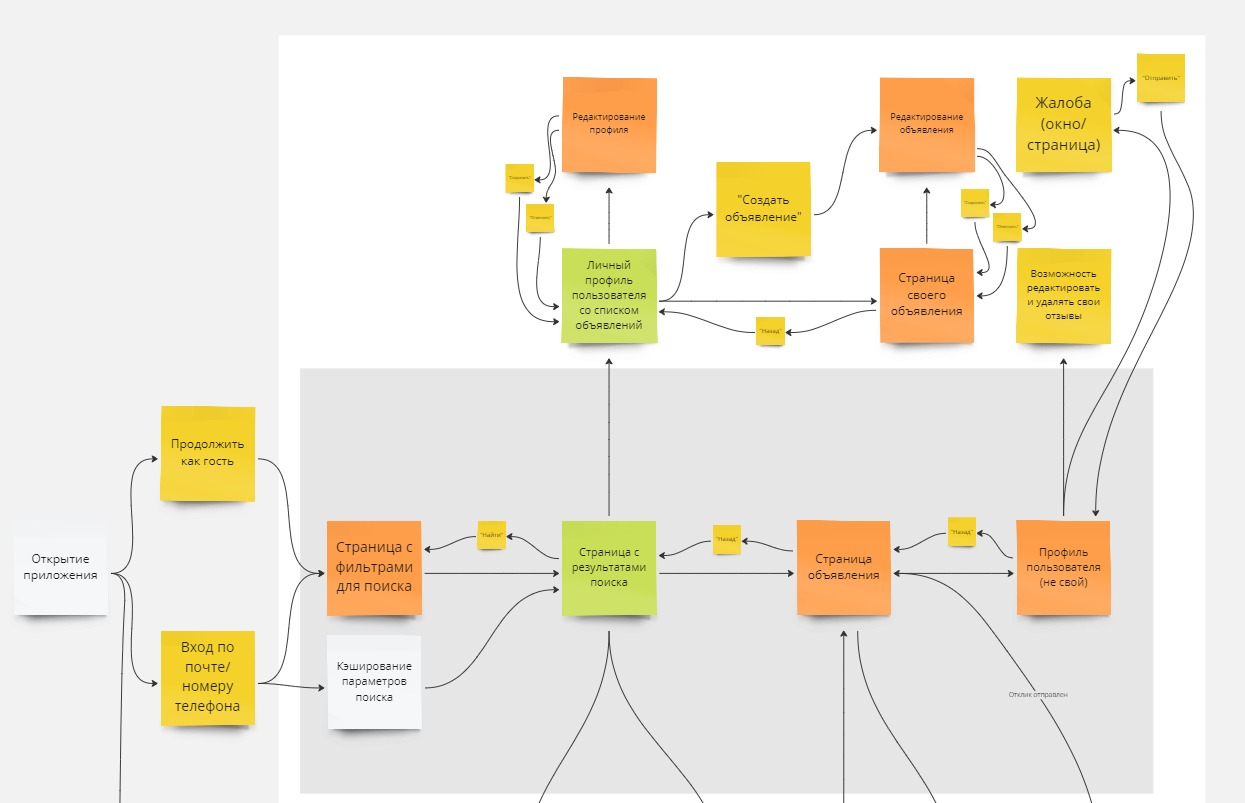 "Отправить"
Жалоба
(окно/
страница)
Редактирование
профиля
Редактирование
объявления
"Сохранить"
"Отменить"
"Создать
объявление"
"Сохранить"
"Отменить"
Личный
профиль
пользователя
со списком
объявлений
Страница
своего
объявления
Возможность
редактировать
и удалять свои
отзывы
"Назад"
Продолжить
как гость
Открытие
приложения
Вход по
почте/
номеру
телефона
Страница с
фильтрами
для поиска
"Найти"
Страница с
результатами
поиска
"Назад"
Страница
объявления
"Назад"
Профиль
пользователя
(не свой)
Кэширование
параметров
поиска
Отклик отправлен